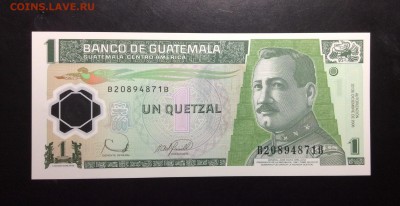 COINS.LAVE.RU
1
BANCO DE GUATEMALA
GUATEMALA, CENTRO AMERICA
B20894871B
UN QUETZAL
B20894871B
1
1